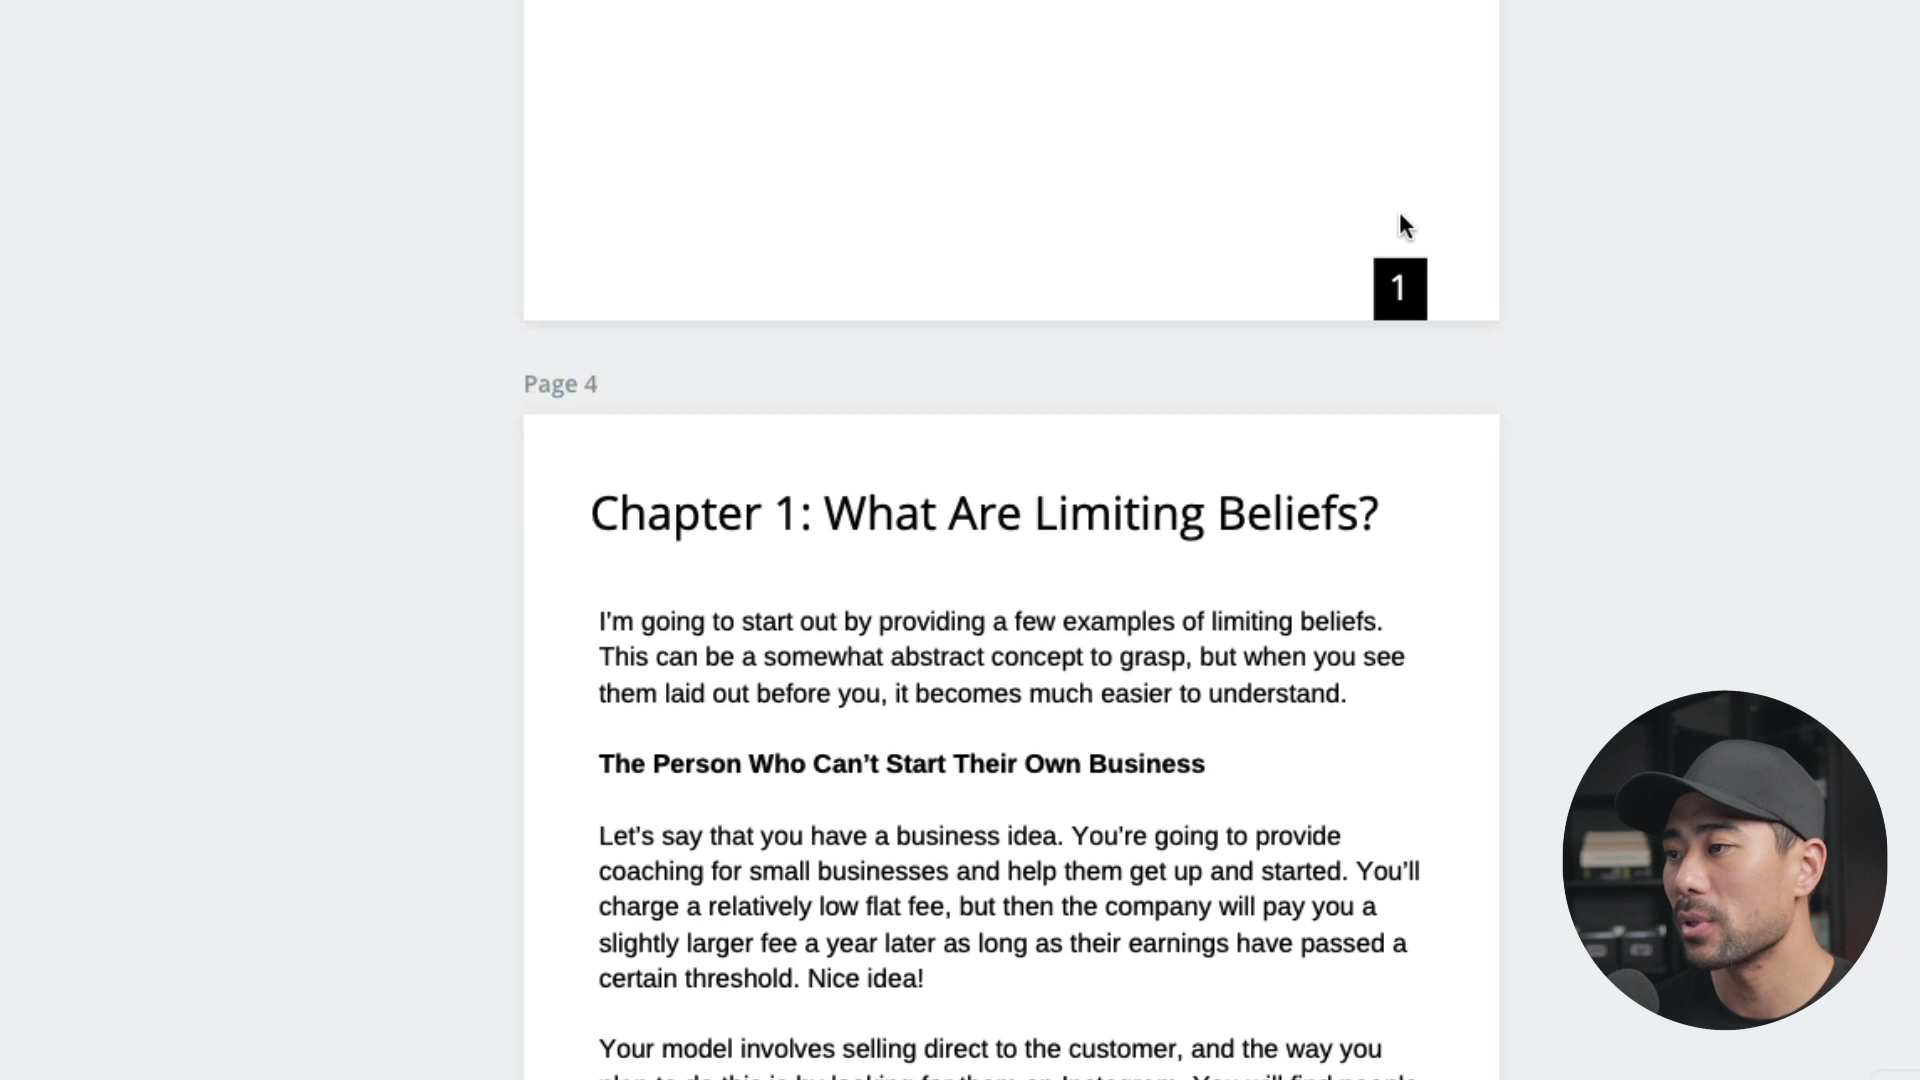 1
Page 4
Chapter 1: What Are Limiting Beliefs?
I'm going to start out by providing a few examples of limiting beliefs.
This can be a somewhat abstract concept to grasp, but when you see
them laid out before you, it becomes much easier to understand.
The Person Who Can’t Start Their Own Business
Let’s say that you have a business idea. You’re going to provide
coaching for small businesses and help them get up and started. You’ll
charge a relatively low flat fee, but then the company will pay you a
slightly larger fee a year later as long as their earnings have passed a
certain threshold. Nice idea!
Your model involves selling direct to the customer, and the way you